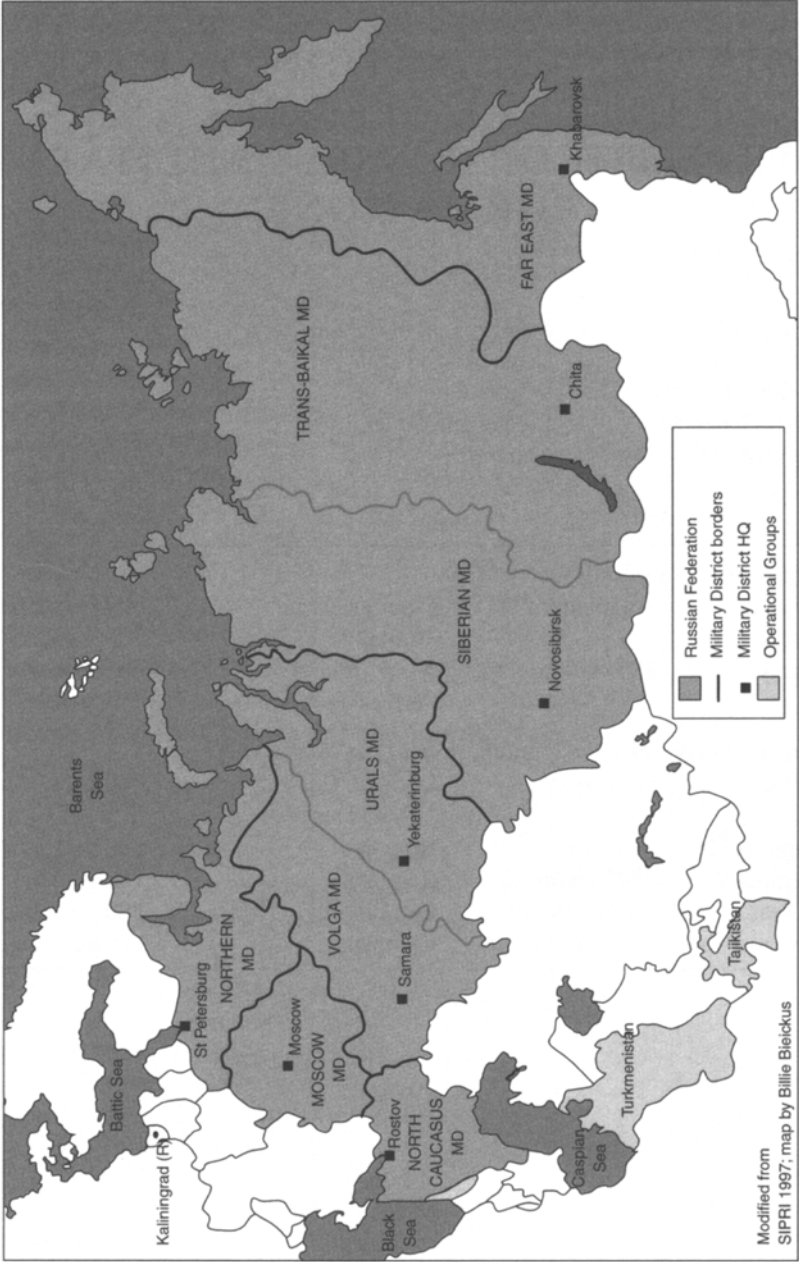 Barents
Sea
Baltic Sea
Kaliningrad (R)
St Petersburg
NORTHERN
MD
Moscow
MOSCOW
MD
VOLGA MD
Samara
URALS MD
Yekaterinburg
SIBERIAN MD
Novosibirsk
TRANS-BAIKAL MD
Chita
FAR EAST MD
Khabarovsk
Rostov
NORTH
CAUCASUS
MD
Black
Sea
Caspian
Sea
Turkmenistan
Tajikistan
Russian Federation
Military District borders
Military District HQ
Operational Groups
Modified from
SIPRI 1997; map by Billie Bieickus